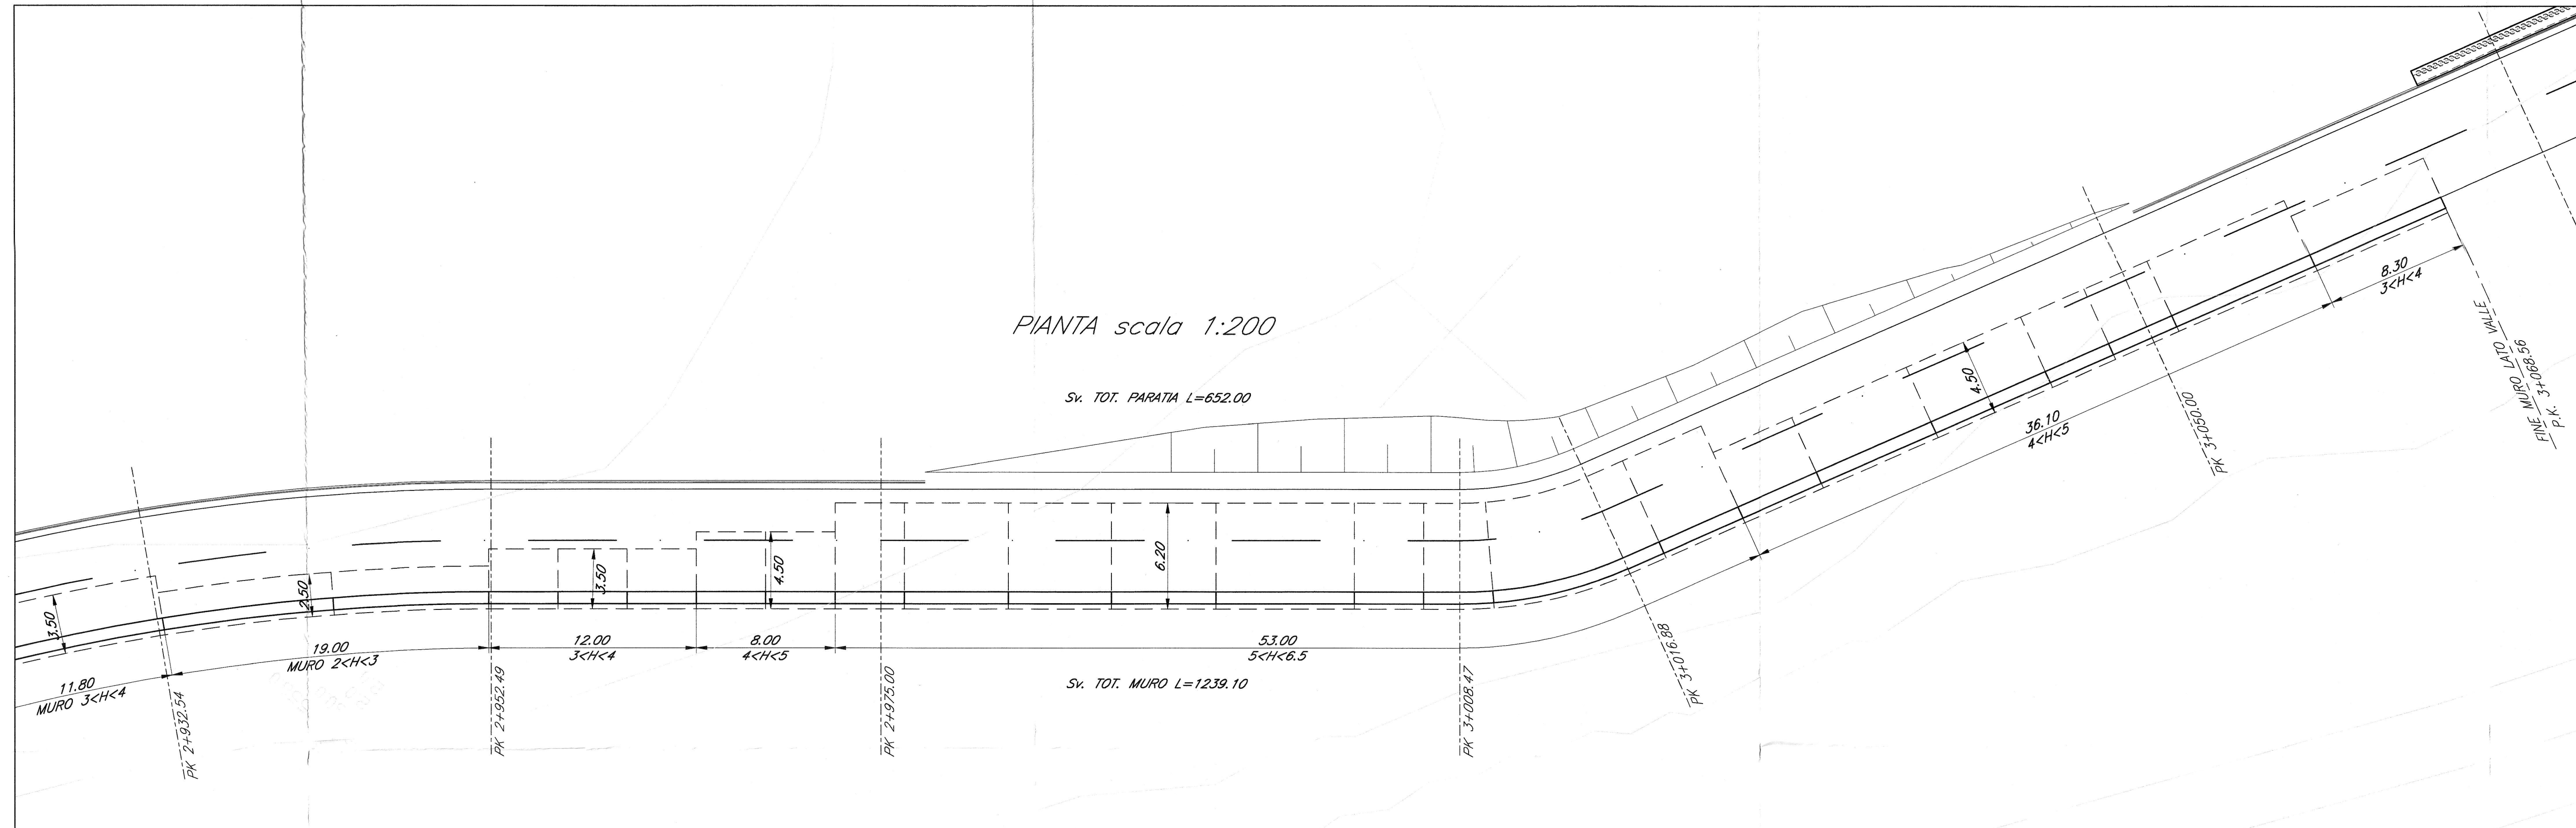 PIANTA scala 1:200
Sv. TOT. PARATIA L=652.00
3.50
2.50
3.50
4.50
6.20
4.50
11.80
MURO 3<H<4
19.00
MURO 2<H<3
12.00
3<H<4
8.00
4<H<5
53.00
5<H<6.5
36.10
4<H<5
8.30
3<H<4
Sv. TOT. MURO L=1239.10
PK 2+932.54
PK 2+952.49
PK 2+975.00
PK 3+008.47
PK 3+016.88
PK 3+050.00
FINE MURO LATO VALLE
P.K. 3+068.56